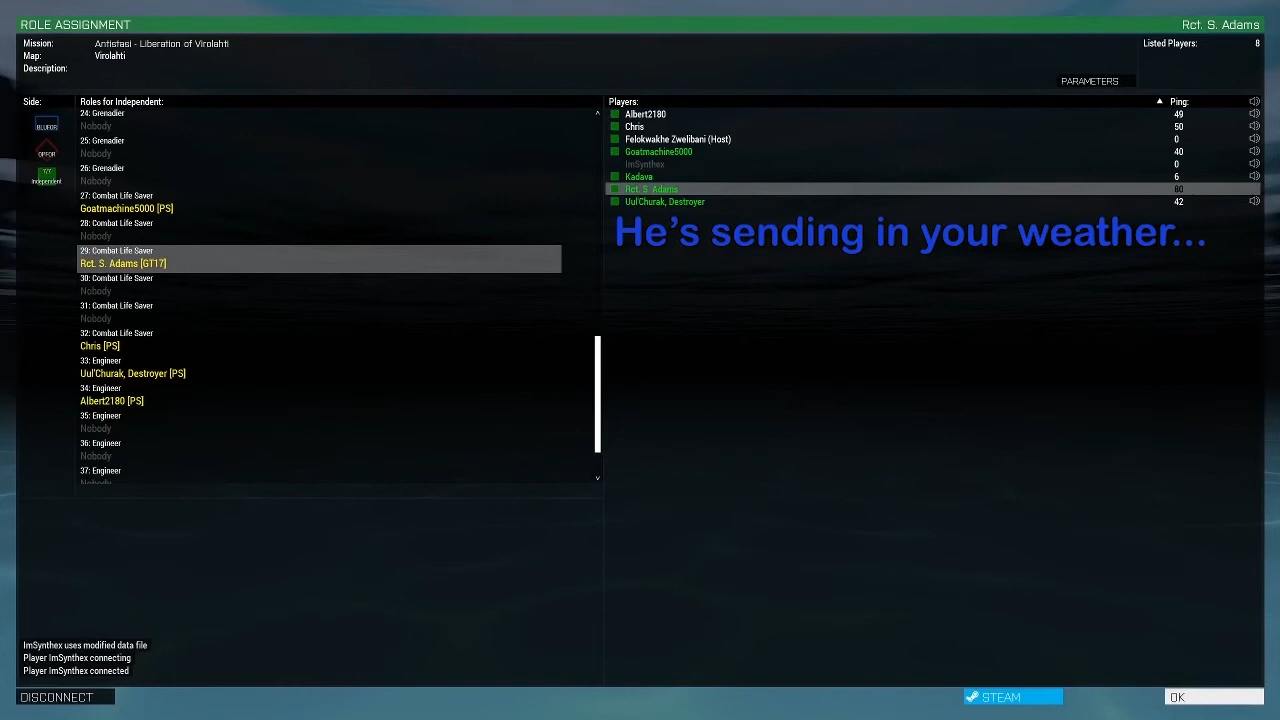 ROLE ASSIGNMENT
Rct. S. Adams
Mission: Antistasi - Liberation of Virolahti
Map: Virolahti
Description:
Listed Players: 8
PARAMETERS
Side:
BLUFOR
OPFOR
Independent
Roles for Independent:
24: Grenadier
Nobody
25: Grenadier
Nobody
26: Grenadier
Nobody
27: Combat Life Saver
Goatmachine5000 [PS]
28: Combat Life Saver
Nobody
29: Combat Life Saver
Rct. S. Adams [GT17]
30: Combat Life Saver
Nobody
31: Combat Life Saver
Nobody
32: Combat Life Saver
Chris [PS]
33: Engineer
Uul'Churak, Destroyer [PS]
34: Engineer
Albert2180 [PS]
35: Engineer
Nobody
36: Engineer
Nobody
37: Engineer
Nobody
Players: Ping:
Albert2180 49
Chris 50
Felokwakhe Zwelibani (Host) 0
Goatmachine5000 40
ImSynthex 0
Kadava 6
Rct. S. Adams 80
Uul'Churak, Destroyer 42
He's sending in your weather...
ImSynthex uses modified data file
Player ImSynthex connecting
Player ImSynthex connected
DISCONNECT
STEAM
OK